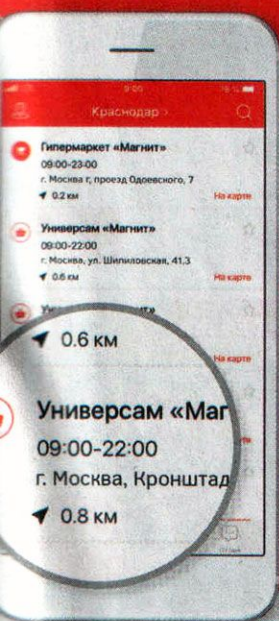 9:00
Краснодар >
Гипермаркет «Магнит»
09:00-23:00
г. Москва г, проезд Одоевского, 7
0.2 км
На карте
Универсам «Магнит»
09:00-22:00
г. Москва, ул. Шипиловская, 41.3
0.6 км
На карте
0.6 км
На карте
Универсам «Маг
09:00-22:00
г. Москва, Кронштад
0.8 км